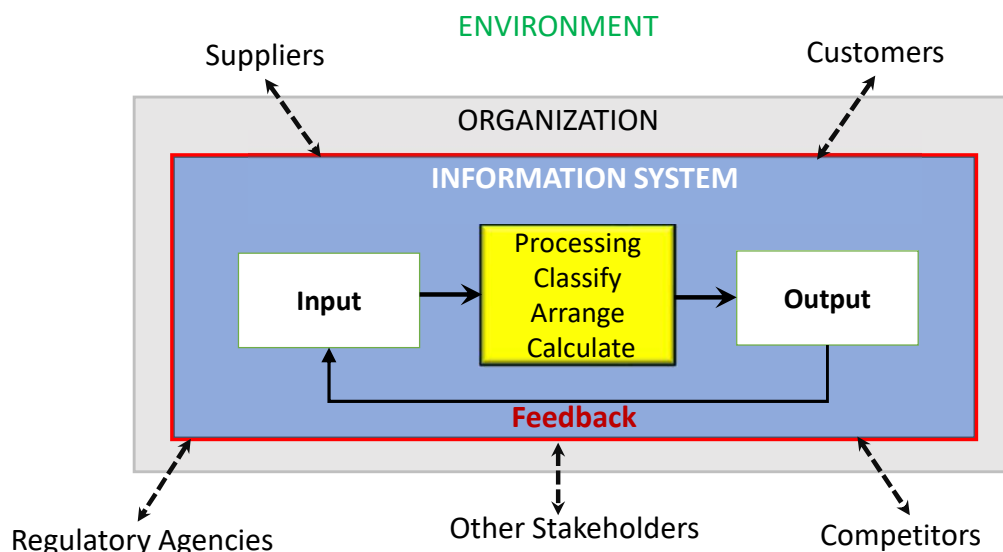 ENVIRONMENT
Suppliers
Customers
ORGANIZATION
INFORMATION SYSTEM
Input
Processing
Classify
Arrange
Calculate
Output
Feedback
Regulatory Agencies
Other Stakeholders
Competitors